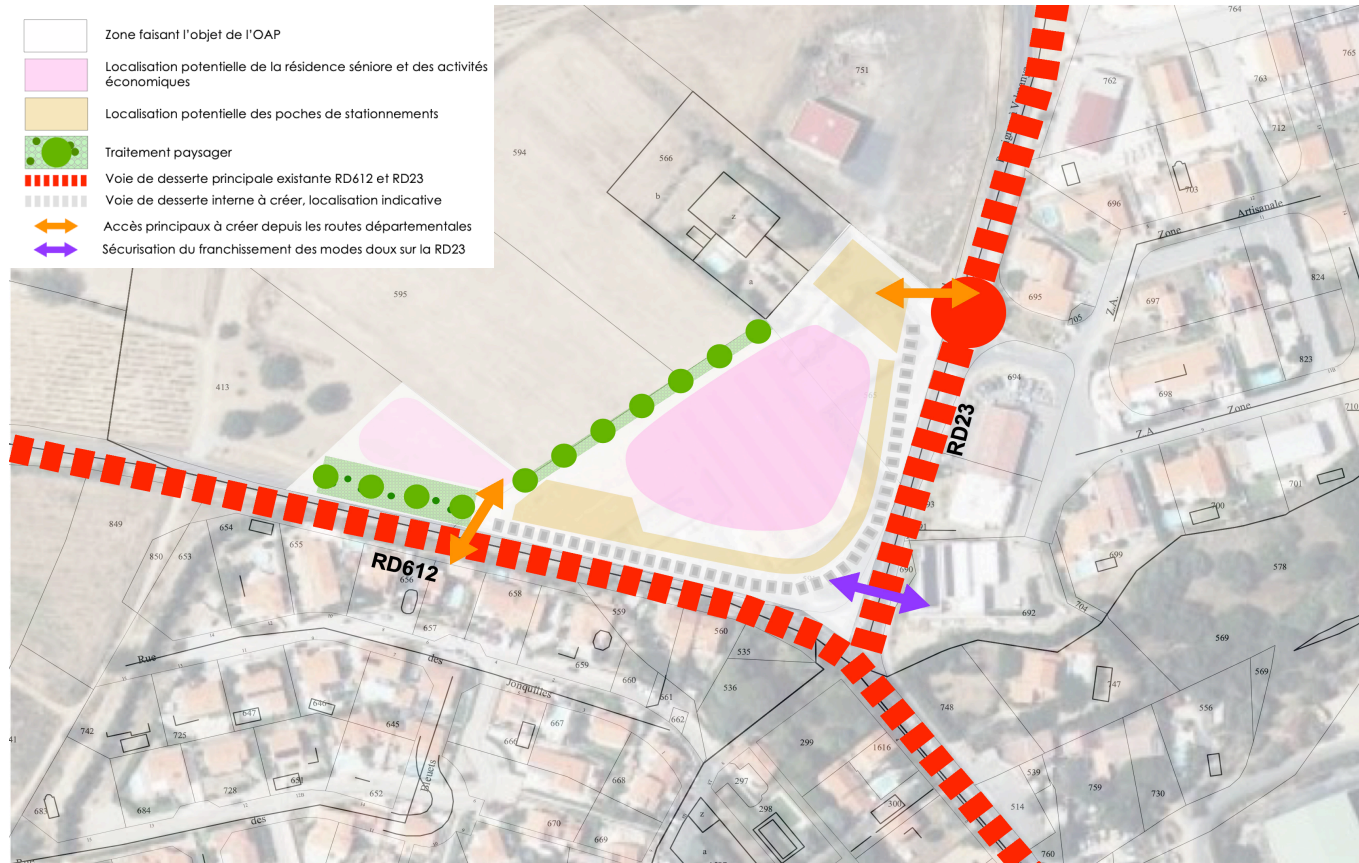 Zone faisant l'objet de l'OAP
Localisation potentielle de la résidence séniore et des activités
économiques
Localisation potentielle des poches de stationnements
Traitement paysager
Voie de desserte principale existante RD612 et RD23
Voie de desserte interne à créer, localisation indicative
Accès principaux à créer depuis les routes départementales
Sécurisation du franchissement des modes doux sur la RD23
764
765
751
762
763
712
594
566
b
z
a
703
696
Zone
Artisanale
595
695
705
Z.A.
697
824
823
413
694
698
Z.A.
Zone
710
RD23
701
700
849
654
850
653
655
RD612
656
657
658
559
560
659
660
661
662
535
536
690
692
699
704
578
569
569
Rue
des
Jonquilles
742
725
647
646
645
667
666
668
747
748
556
299
1616
683
684
728
651
652
Bleuets
297
298
300
539
514
759
730
Rue
des
670
669
z
a
760